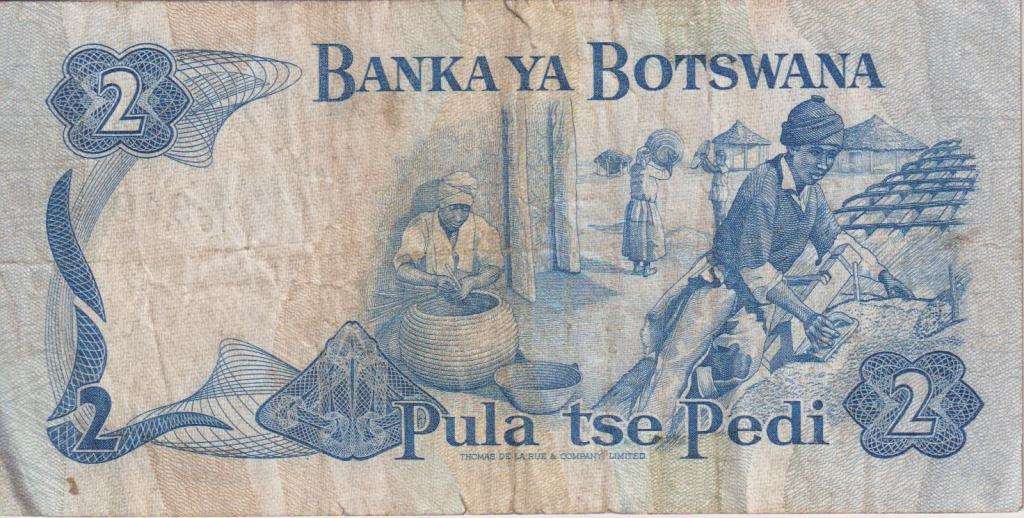 2
BANKA YA BOTSWANA
2
Pula tse Pedi
2
THOMAS DE LA RUE & COMPANY, LIMITED